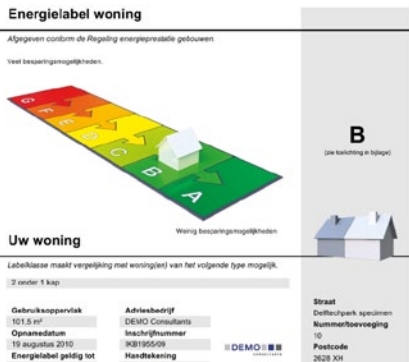 Energielabel woning
Afgegeven conform de Regeling energieprestatie gebouwen.
Veel besparingsmogelijkheden.
G
F
E
D
C
B
A
Weinig besparingsmogelijkheden
B
(zie toelichting in bijlage)
Uw woning
Labelklasse maakt vergelijking met woning(en) van het volgende type mogelijk.
2 onder 1 kap
Gebruiksoppervlak
101,5 m²
Opnamedatum
19 augustus 2010
Energielabel geldig tot
Adviesbedrijf
DEMO Consultants
Inschrijfnummer
IKB1955/09
Handtekening
DEMO
consultants
Straat
Delftechpark specimen
Nummer/toevoeging
10
Postcode
2628 XH